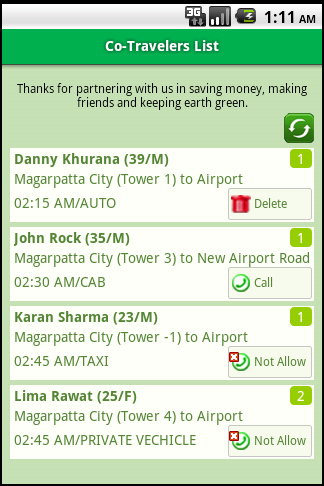 3G
1:11 AM
Co-Travelers List
Thanks for partnering with us in saving money, making
friends and keeping earth green.
Danny Khurana (39/M)
1
Magarpatta City (Tower 1) to Airport
02:15 AM/AUTO
Delete
John Rock (35/M)
1
Magarpatta City (Tower 3) to New Airport Road
02:30 AM/CAB
Call
Karan Sharma (23/M)
1
Magarpatta City (Tower -1) to Airport
02:45 AM/TAXI
Not Allow
Lima Rawat (25/F)
2
Magarpatta City (Tower 4) to Airport
02:45 AM/PRIVATE VECHICLE
Not Allow